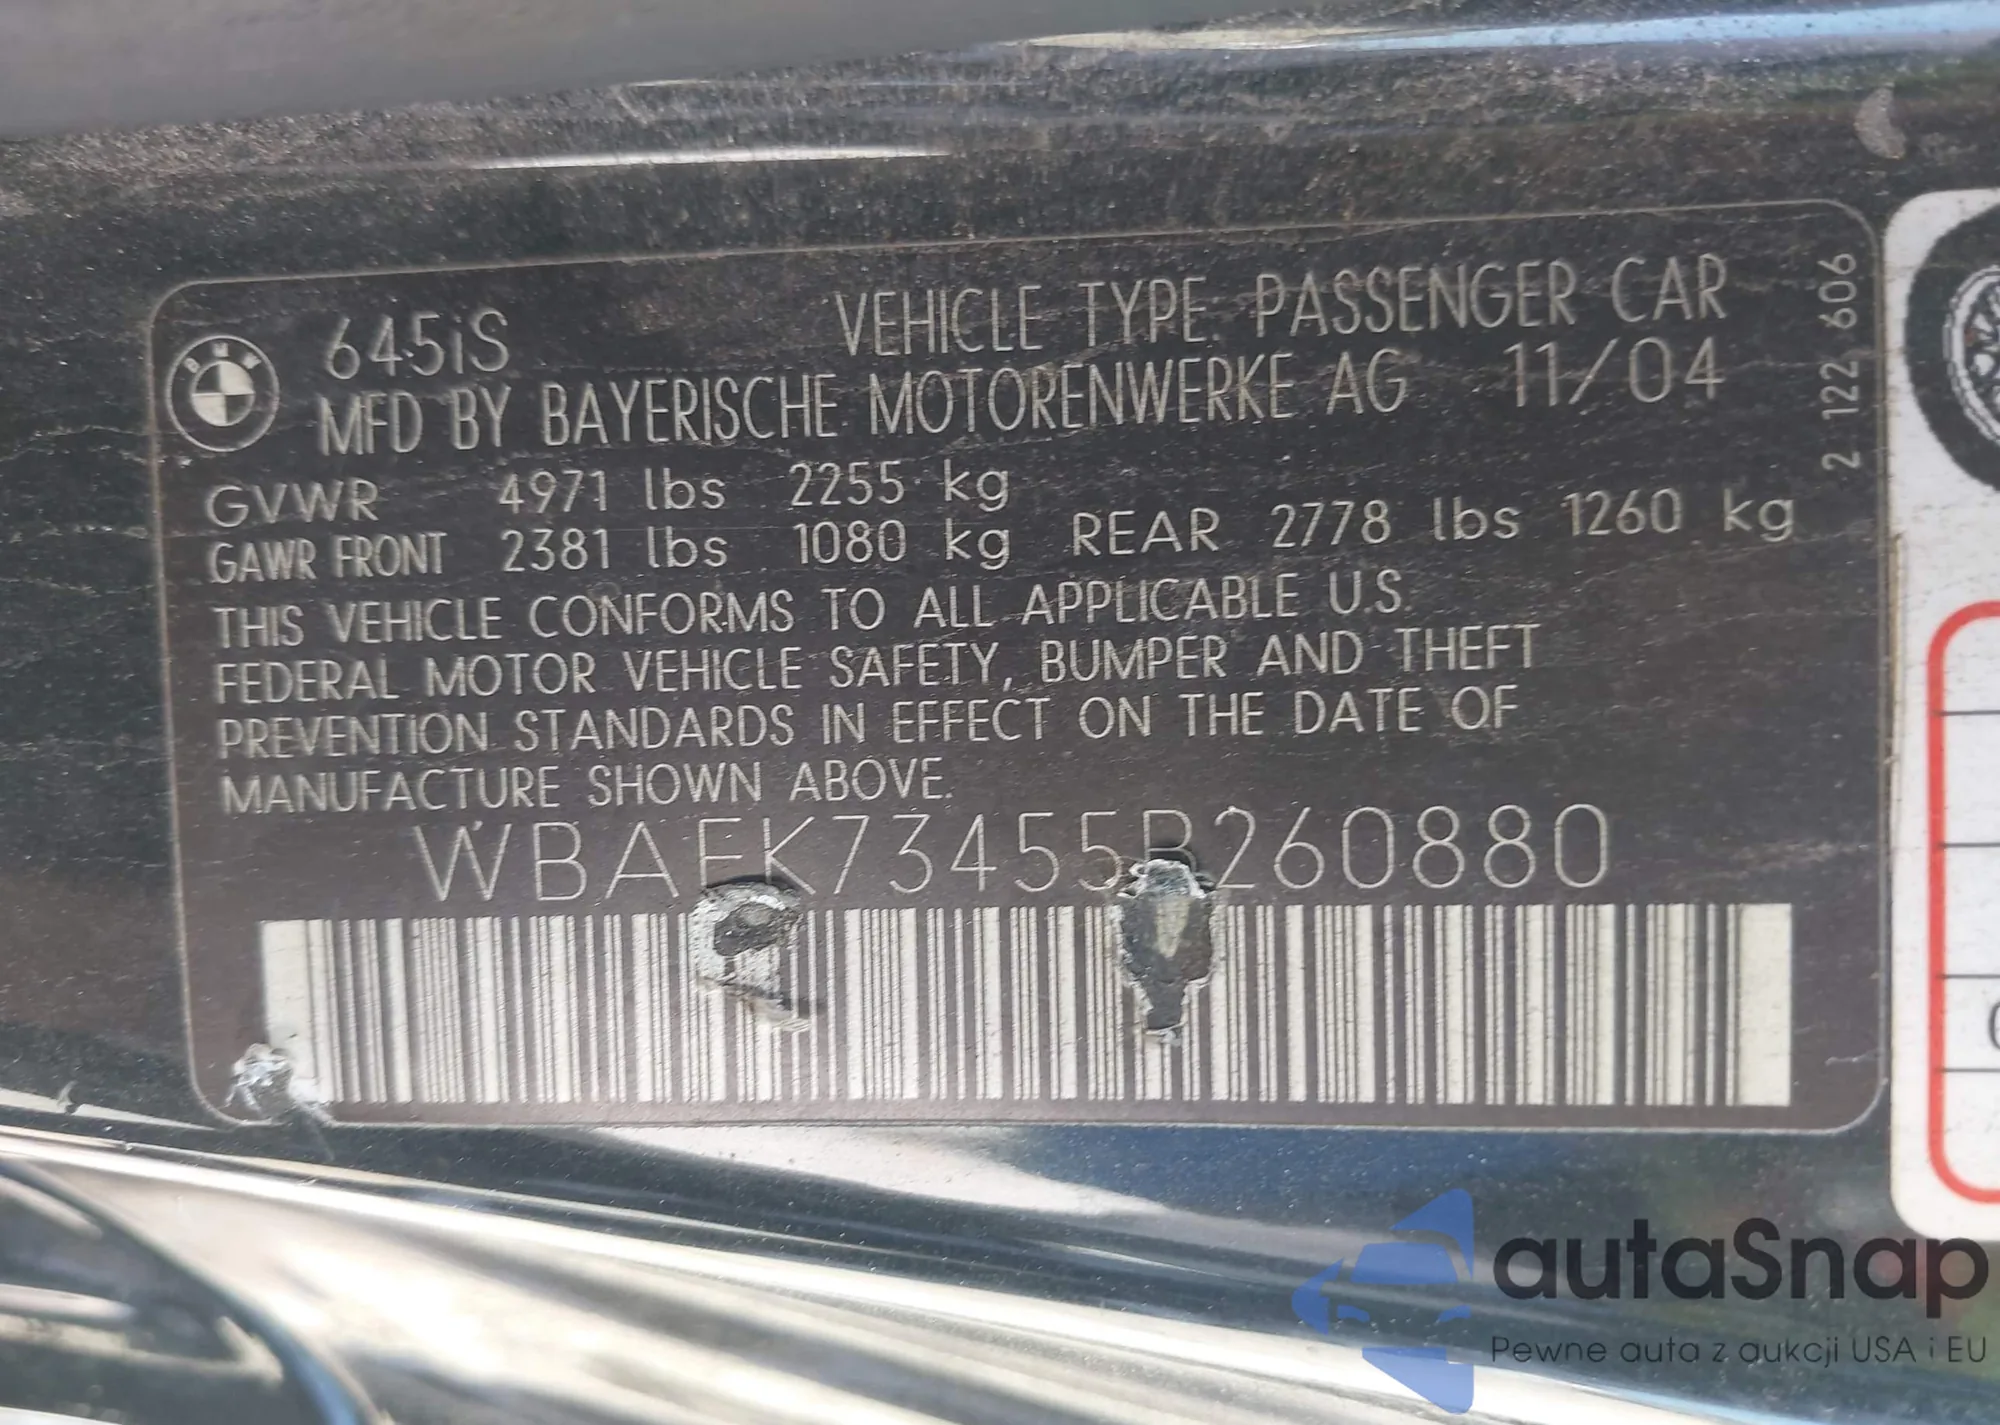 BMW
645iS VEHICLE TYPE PASSENGER CAR
MFD BY BAYERISCHE MOTORENWERKE AG 11/04
GVWR 4971 lbs 2255 kg
GAWR FRONT 2381 lbs 1080 kg REAR 2778 lbs 1260 kg
THIS VEHICLE CONFORMS TO ALL APPLICABLE U.S.
FEDERAL MOTOR VEHICLE SAFETY, BUMPER AND THEFT
PREVENTION STANDARDS IN EFFECT ON THE DATE OF
MANUFACTURE SHOWN ABOVE.
2 122 606
autaSnap
Pewne auta z aukcji USA i EU